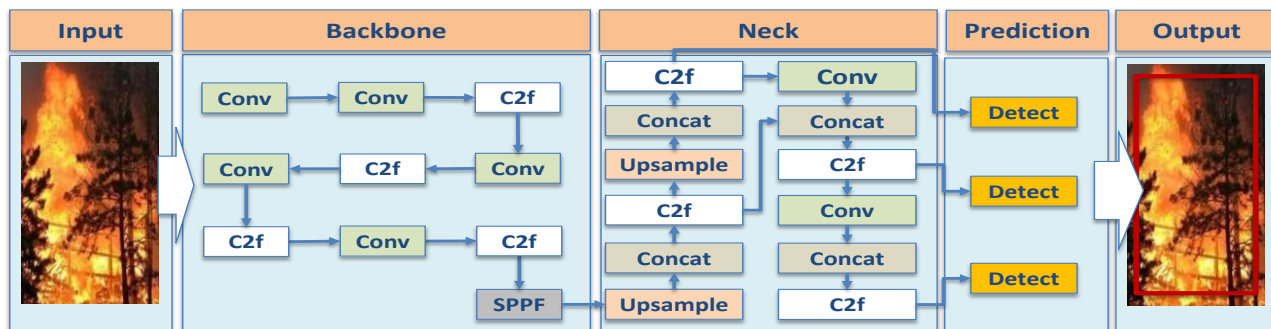 Input
Backbone
Neck
Prediction
Output
Conv
Conv
C2f
Conv
C2f
Conv
C2f
Conv
C2f
SPPF
C2f
Concat
Upsample
C2f
Concat
Upsample
Conv
Concat
C2f
Conv
Concat
C2f
Detect
Detect
Detect